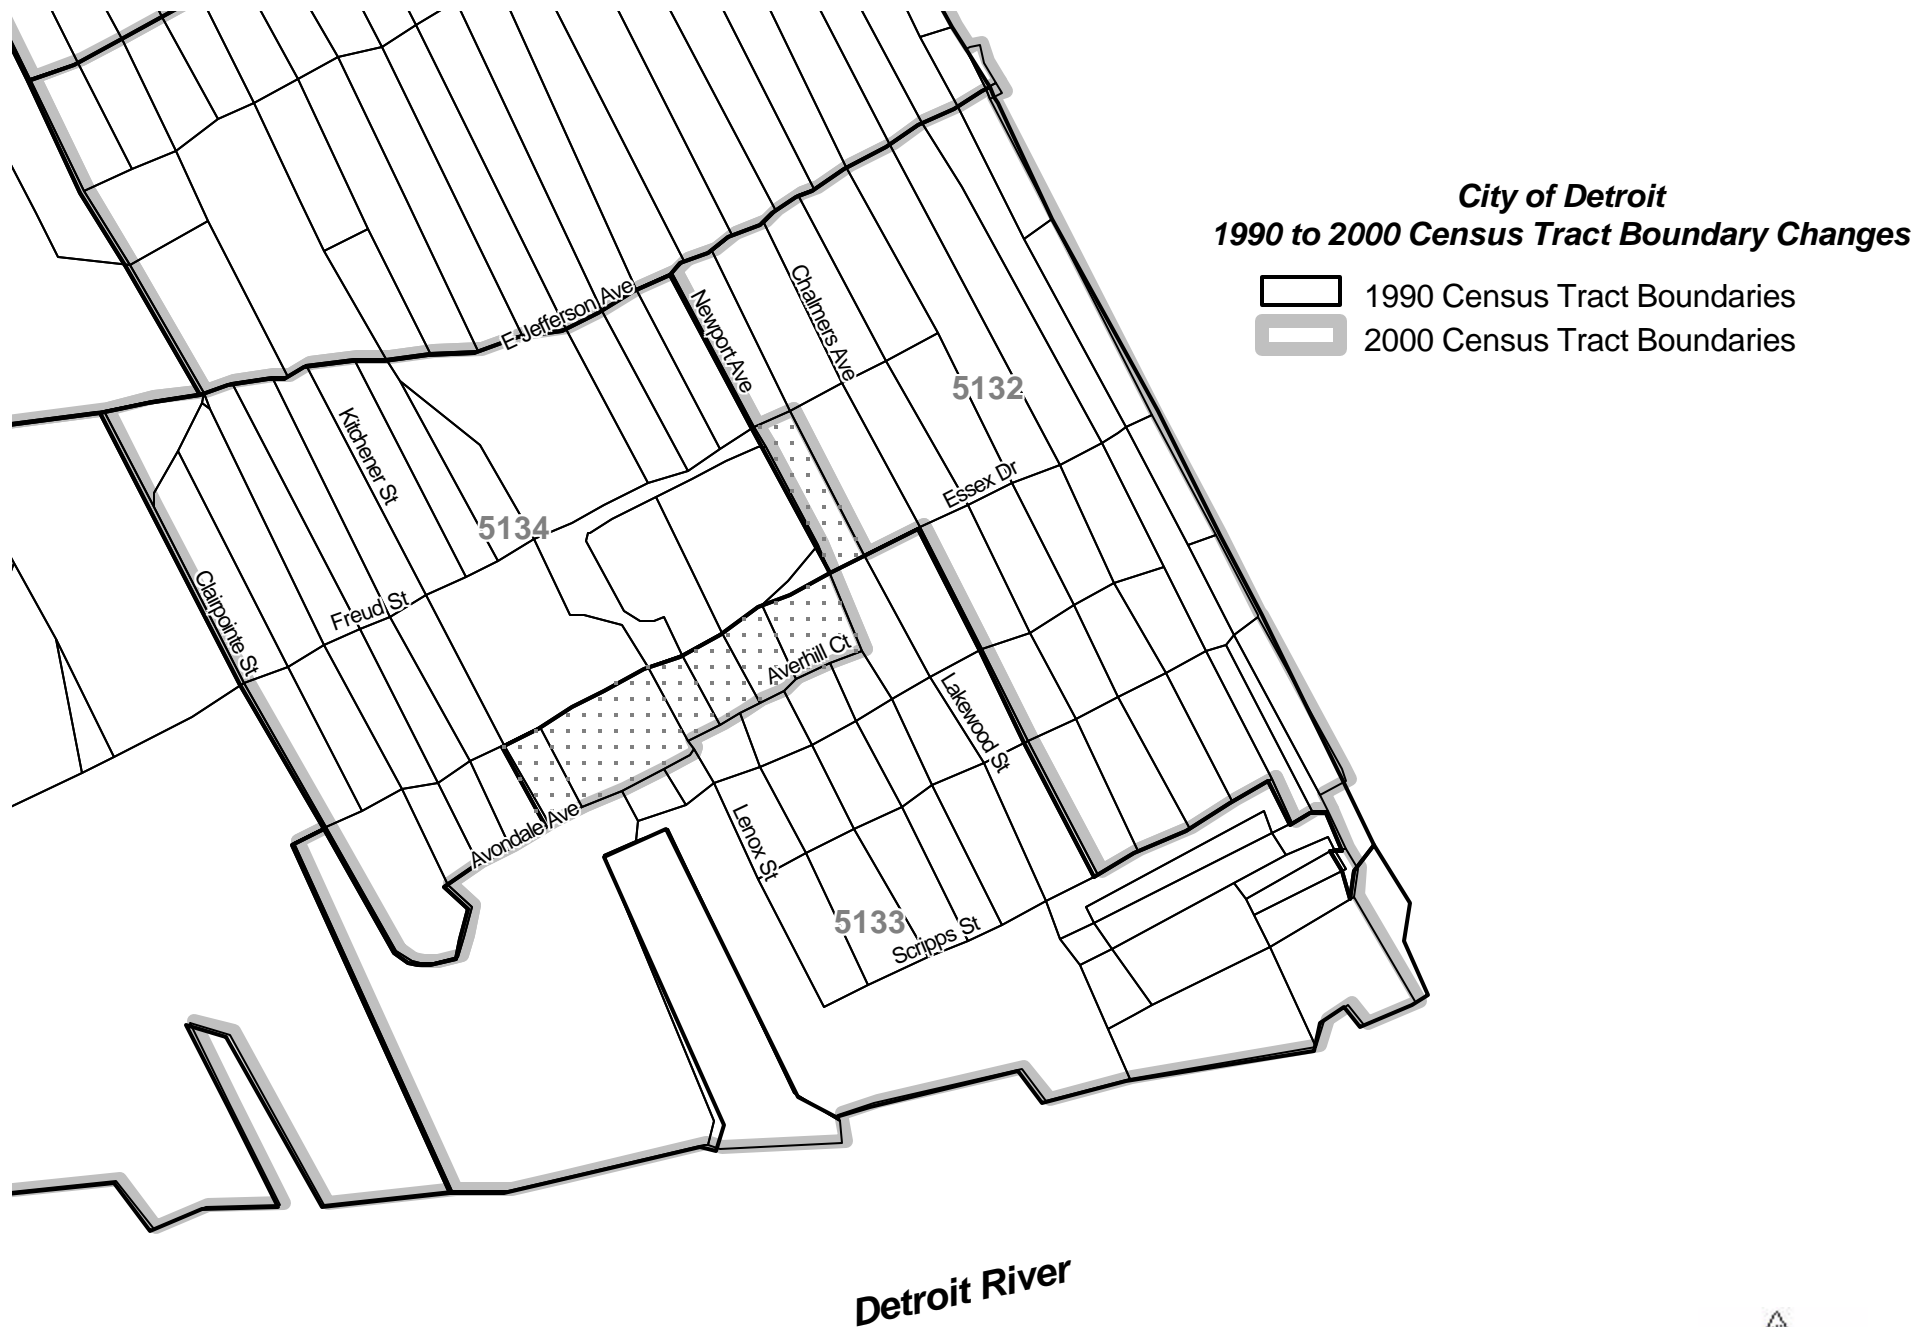 City of Detroit
1990 to 2000 Census Tract Boundary Changes
1990 Census Tract Boundaries
2000 Census Tract Boundaries
E Jefferson Ave
Newport Ave
Chalmers Ave
5132
Kitchener St
Essex Dr
5134
Clairpointe St
Freud St
Averhill Ct
Lakewood St
Avondale Ave
Lenox St
5133
Scripps St
Detroit River